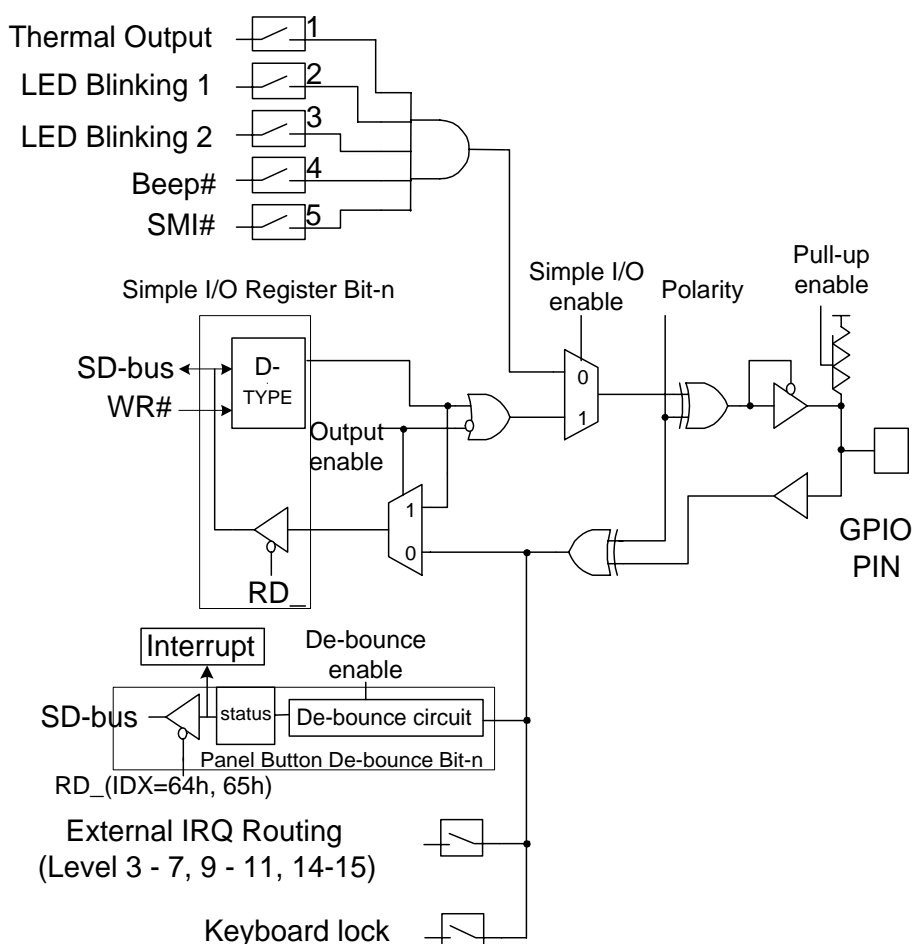 Thermal Output
1
LED Blinking 1
2
LED Blinking 2
3
Beep#
4
SMI#
5
Simple I/O
enable
Polarity
Pull-up
enable
Simple I/O Register Bit-n
SD-bus
WR#
D-
TYPE
0
1
Output
enable
1
0
RD_
GPIO
PIN
Interrupt
De-bounce
enable
SD-bus
status
De-bounce circuit
Panel Button De-bounce Bit-n
RD_(IDX=64h, 65h)
External IRQ Routing
(Level 3 - 7, 9 - 11, 14-15)
Keyboard lock